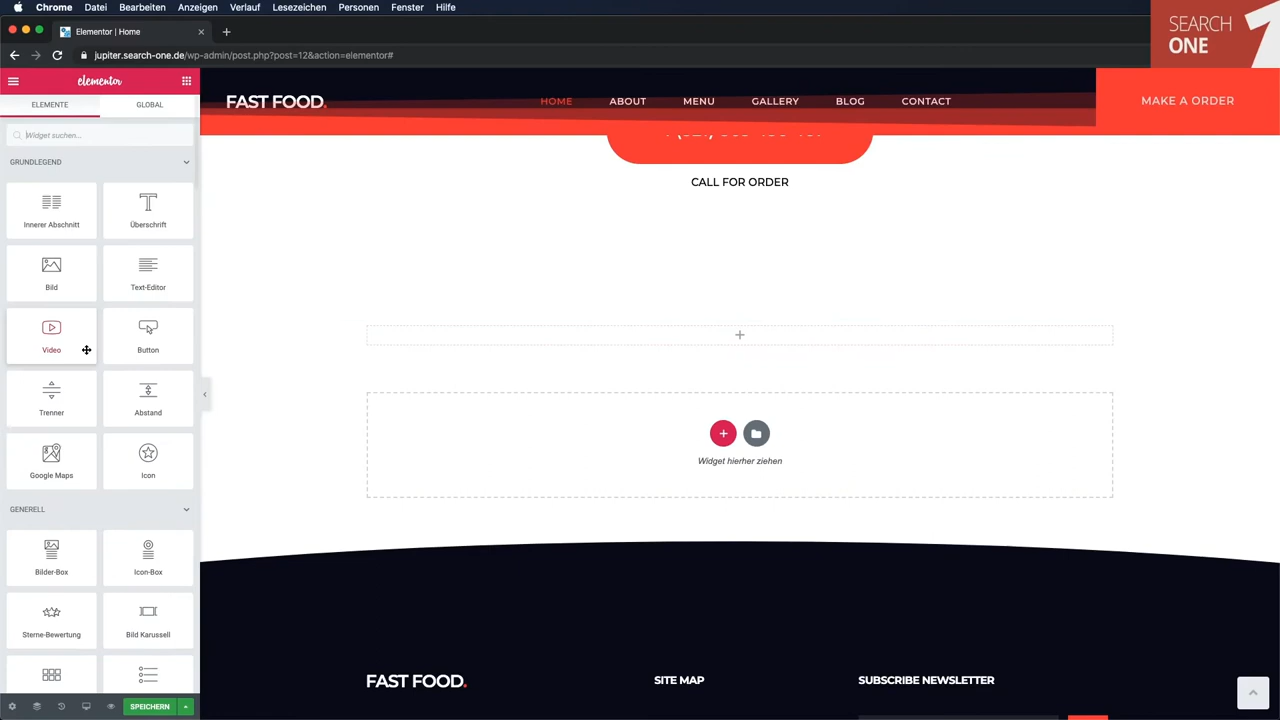 Chrome Datei Bearbeiten Anzeigen Verlauf Lesezeichen Personen Fenster Hilfe
Elementor | Home
jupiter.search-one.de/wp-admin/post.php?post=12&action=elementor#
SEARCH
ONE
1
elementor
ELEMENTE GLOBAL
Widget suchen...
GRUNDLEGEND
Innerer Abschnitt Überschrift
Bild Text-Editor
Video Button
Trenner Abstand
Google Maps Icon
GENERELL
Bilder-Box Icon-Box
Sterne-Bewertung Bild Karussell
SPEICHERN
FAST FOOD.
HOME ABOUT MENU GALLERY BLOG CONTACT
MAKE A ORDER
CALL FOR ORDER
Widget hierher ziehen
FAST FOOD.
SITE MAP
SUBSCRIBE NEWSLETTER